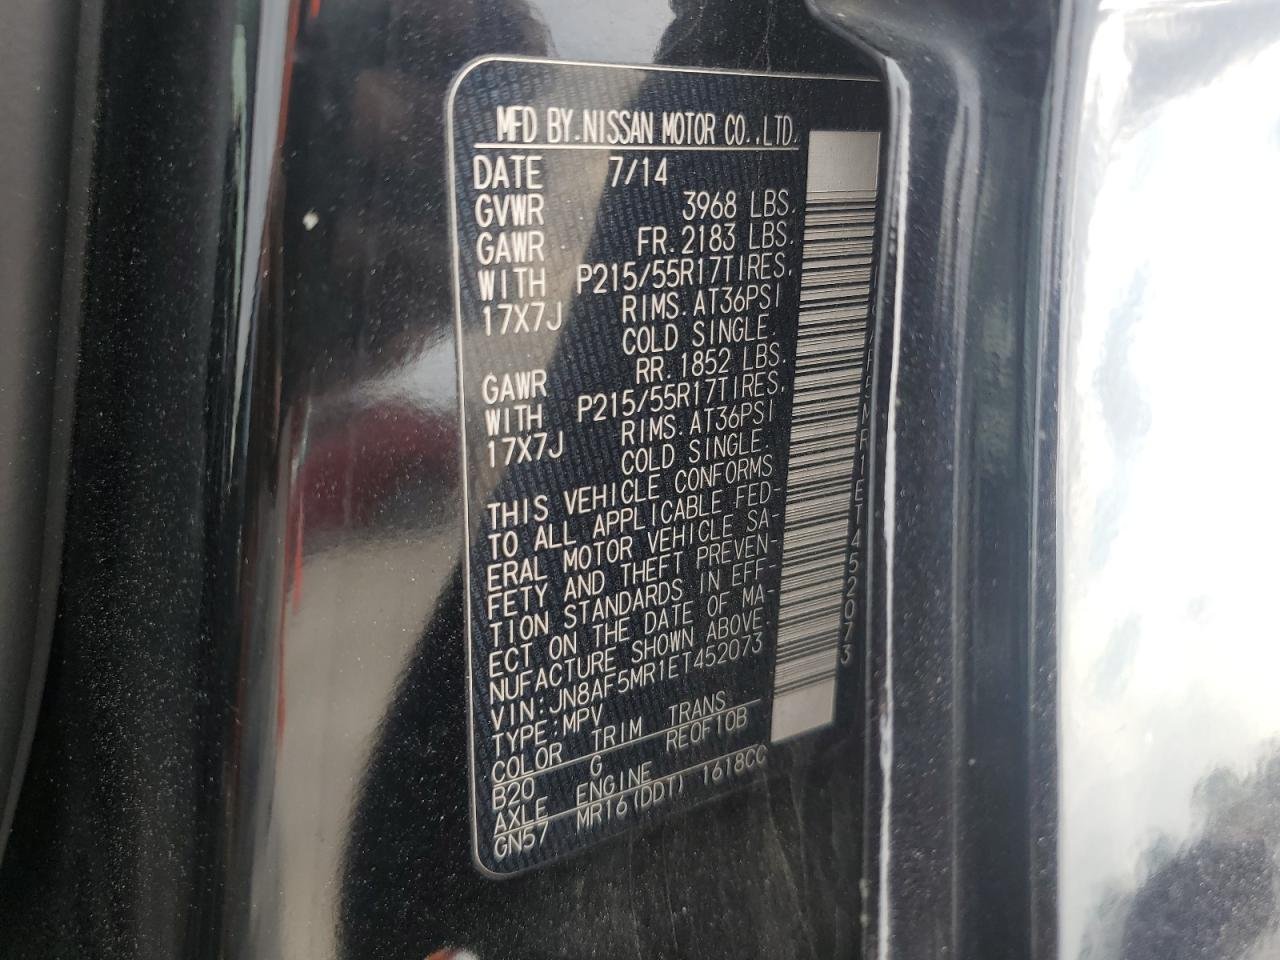 MFD BY.NISSAN MOTOR CO.,LTD.
DATE 7/14
GVWR 3968 LBS.
GAWR FR. 2183 LBS.
WITH P215/55R17TIRES.
17X7J RIMS. AT36PSI
COLD SINGLE.
GAWR RR. 1852 LBS.
WITH P215/55R17TIRES.
17X7J RIMS. AT36PSI
COLD SINGLE.
THIS VEHICLE CONFORMS
TO ALL APPLICABLE FED-
ERAL MOTOR VEHICLE SA-
FETY AND THEFT PREVEN-
TION STANDARDS IN EFF-
ECT ON THE DATE OF MA-
NUFACTURE SHOWN ABOVE
VIN:JN8AF5MR1ET452073
TYPE:MPV
COLOR TRIM TRANS
B20 G RE0F10B
AXLE ENGINE
GN57 MR16(DDT) 1618CC
MR1ET452073